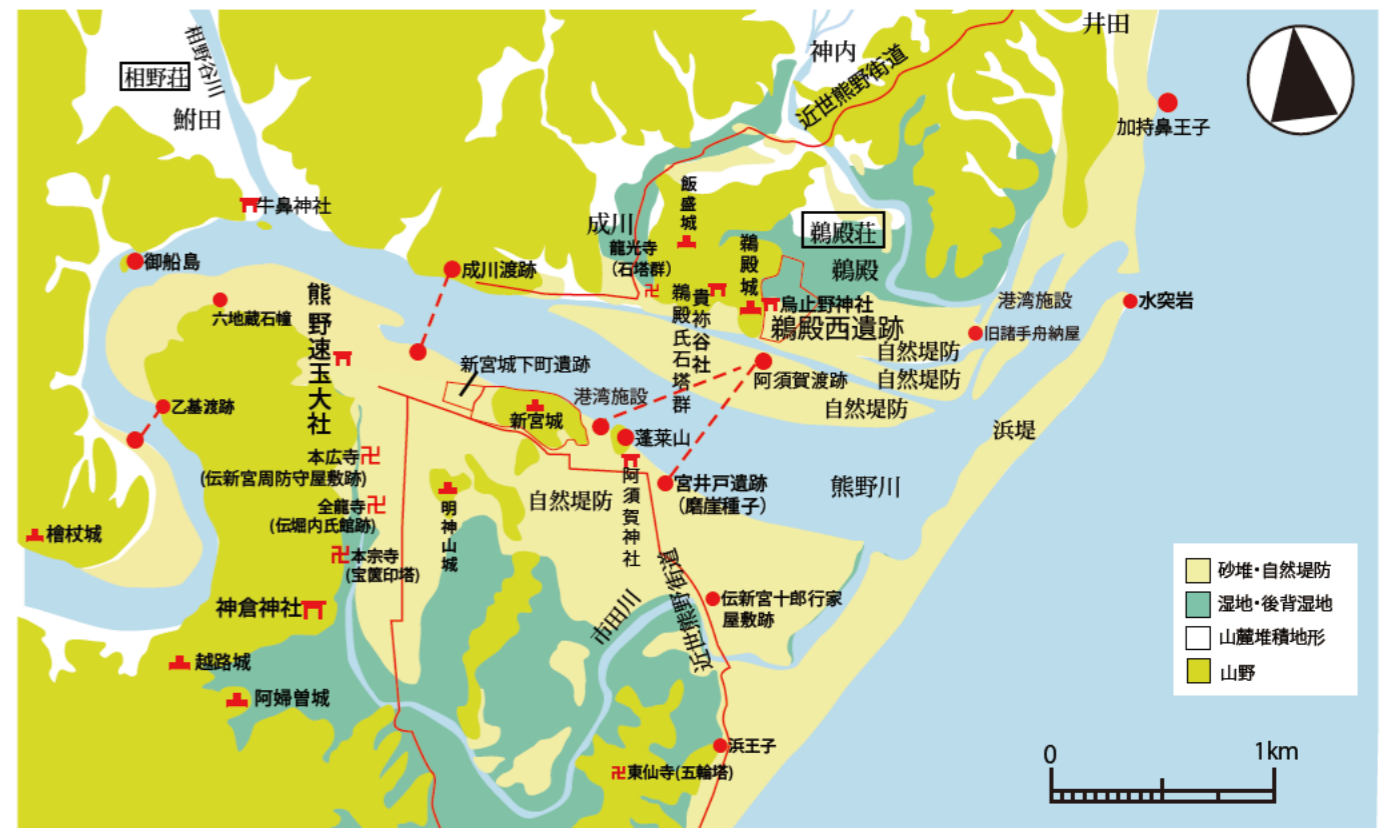 井田
神内
近世熊野街道
相野谷川
相野荘
鮒田
加持鼻王子
牛鼻神社
飯盛城
成川
鵜殿荘
鵜殿
龍光寺
(石塔群)
鵜殿城
御船島
成川渡跡
六地蔵石幢
熊野速玉大社
貴祢谷社
鵜殿氏石塔群
烏止野神社
鵜殿西遺跡
港湾施設
水突岩
旧諸手舟納屋
自然堤防
自然堤防
自然堤防
阿須賀渡跡
新宮城下町遺跡
港湾施設
新宮城
乙基渡跡
蓬莱山
浜堤
本広寺
(伝新宮周防守屋敷跡)
全龍寺
(伝堀内氏館跡)
本宗寺
(宝篋印塔)
明神山城
自然堤防
阿須賀神社
宮井戸遺跡
(磨崖種子)
熊野川
檜杖城
神倉神社
市田川
近世熊野街道
伝新宮十郎行家
屋敷跡
越路城
阿婦曽城
浜王子
東仙寺(五輪塔)
砂堆・自然堤防
湿地・後背湿地
山麓堆積地形
山野
0 1km